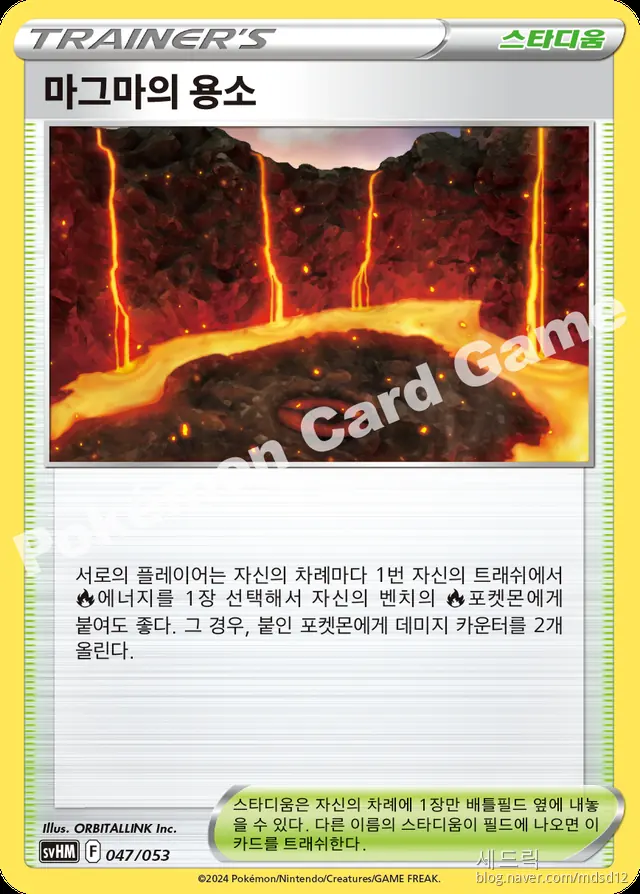 TRAINER'S
스타디움
마그마의 용소
Pokémon Card Game
서로의 플레이어는 자신의 차례마다 1번 자신의 트래쉬에서
에너지를 1장 선택해서 자신의 벤치의 포켓몬에게
붙여도 좋다. 그 경우, 붙인 포켓몬에게 데미지 카운터를 2개
올린다.
스타디움은 자신의 차례에 1장만 배틀필드 옆에 내놓
을 수 있다. 다른 이름의 스타디움이 필드에 나오면 이
카드를 트래쉬한다.
Illus. ORBITALLINK Inc.
svHM F 047/053
©2024 Pokémon/Nintendo/Creatures/GAME FREAK.
세드릭
blog.naver.com/mdsd12